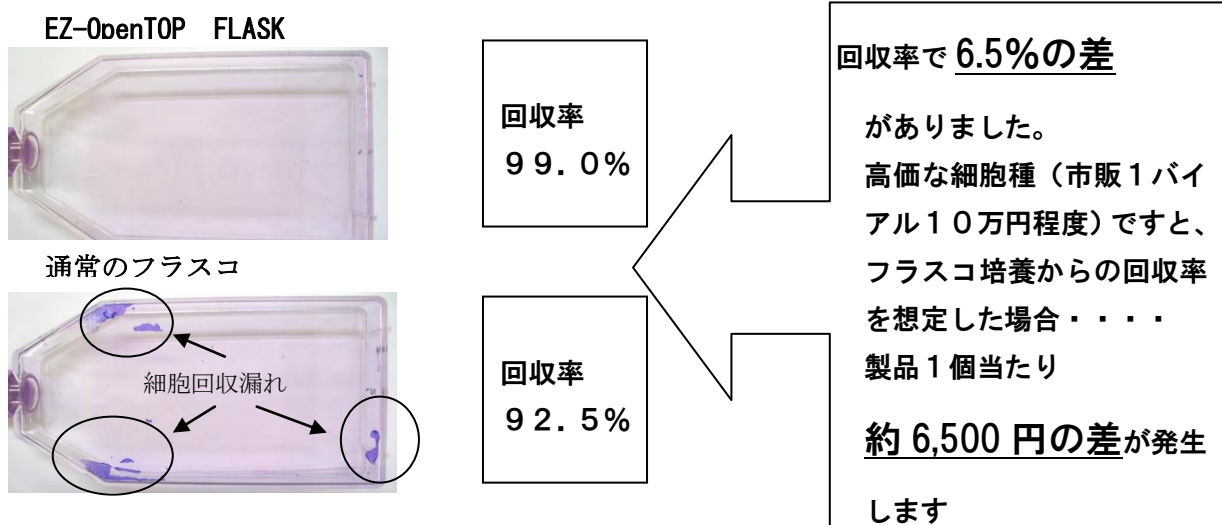 EZ-OpenTOP FLASK
回収率
９９．０%
通常のフラスコ
細胞回収漏れ
回収率
９２．５%
回収率で 6.5%の差
がありました。
高価な細胞種（市販１バイ
アル１０万円程度）ですと、
フラスコ培養からの回収率
を想定した場合・・・・
製品１個当たり
約 6,500 円の差が発生
します